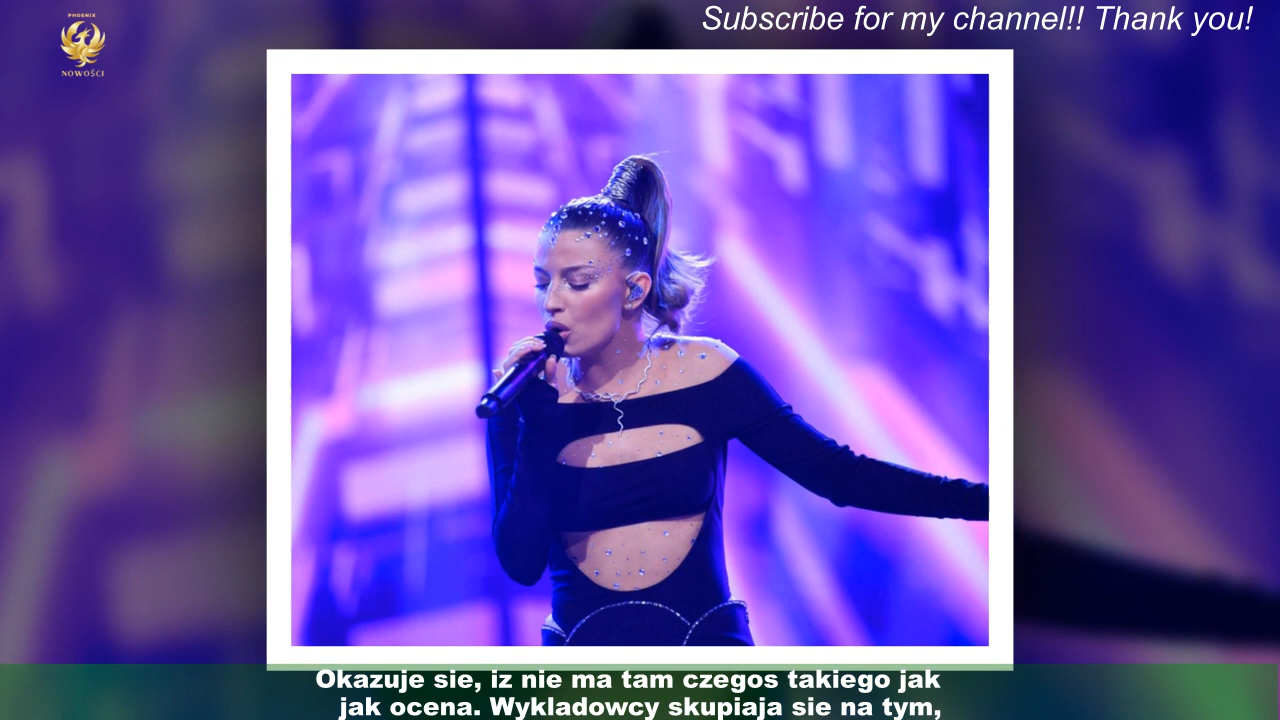 PHOENIX
NOWOŚCI
Subscribe for my channel!! Thank you!
Okazuje sie, iz nie ma tam czegos takiego jak
jak ocena. Wykladowcy skupiaja sie na tym,